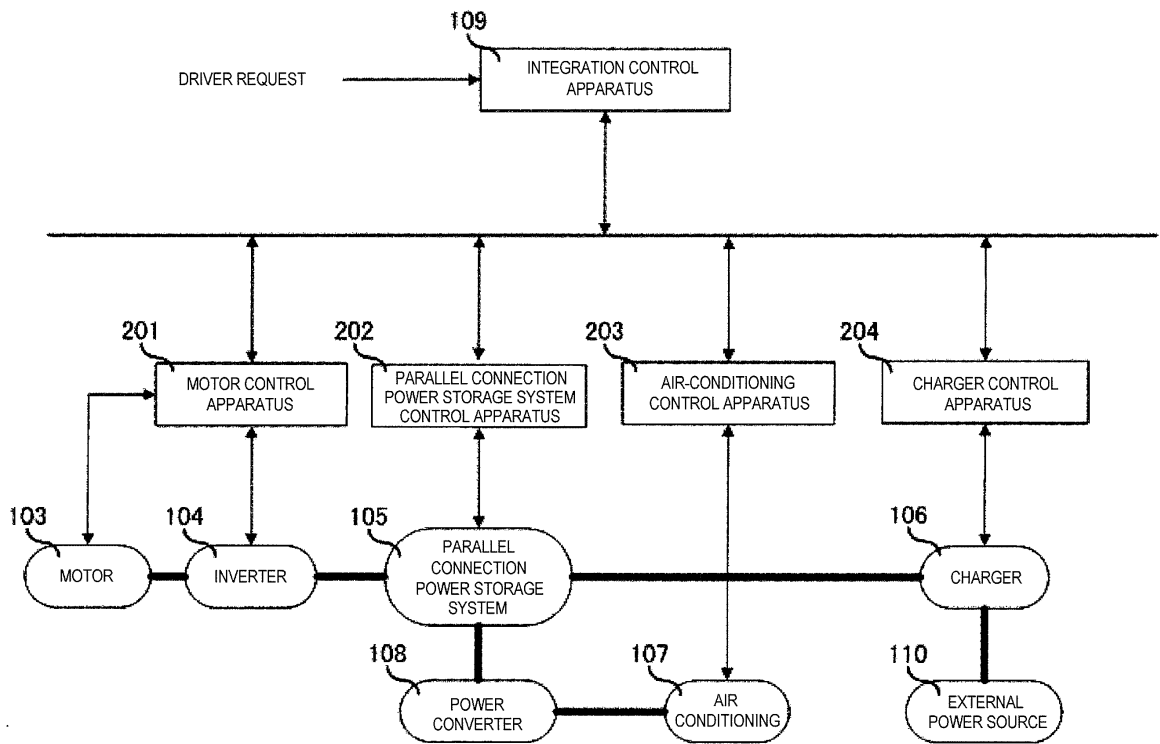 109
DRIVER REQUEST
INTEGRATION CONTROL
APPARATUS
201
MOTOR CONTROL
APPARATUS
202
PARALLEL CONNECTION
POWER STORAGE SYSTEM
CONTROL APPARATUS
203
AIR-CONDITIONING
CONTROL APPARATUS
204
CHARGER CONTROL
APPARATUS
103
MOTOR
104
INVERTER
105
PARALLEL
CONNECTION
POWER STORAGE
SYSTEM
106
CHARGER
108
POWER
CONVERTER
107
AIR
CONDITIONING
110
EXTERNAL
POWER SOURCE